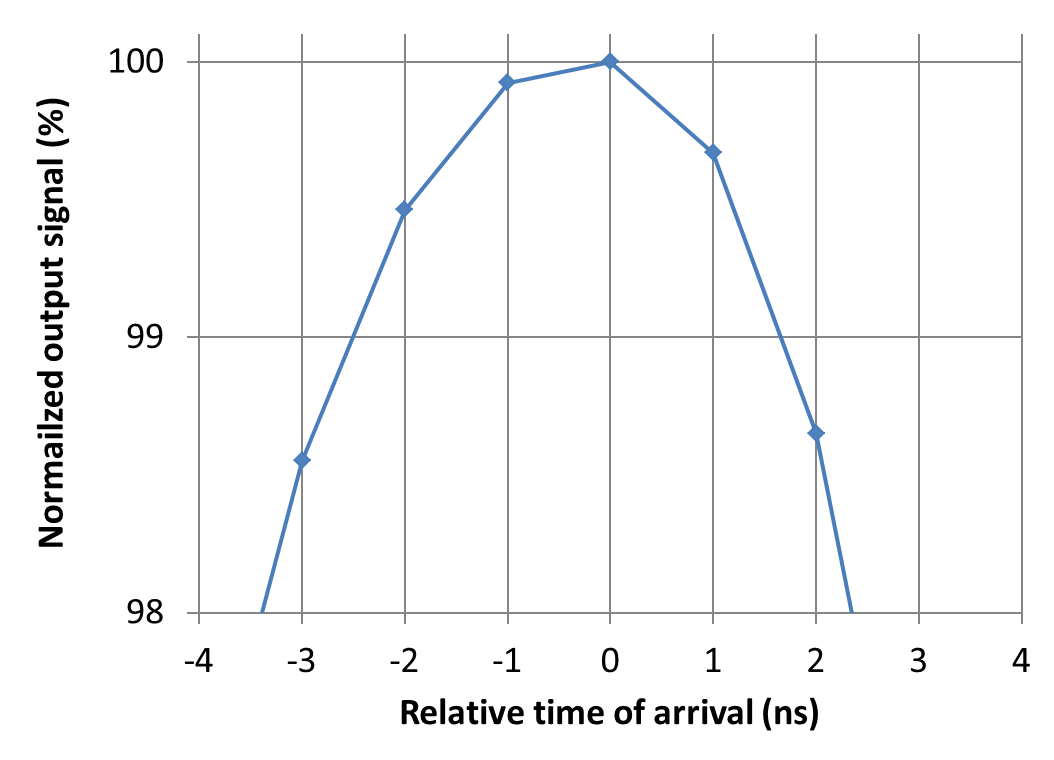 Normailzed output signal (%)
100
99
98
-4 -3 -2 -1 0 1 2 3 4
Relative time of arrival (ns)